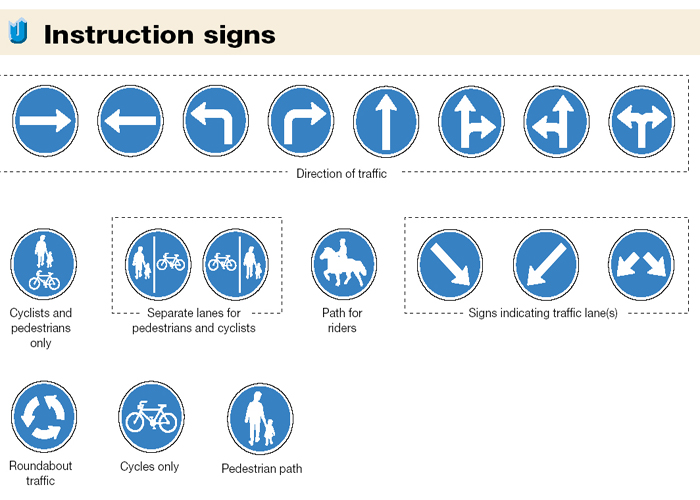 Instruction signs
Direction of traffic
Cyclists and
pedestrians
only
Separate lanes for
pedestrians and cyclists
Path for
riders
Signs indicating traffic lane(s)
Roundabout
traffic
Cycles only
Pedestrian path